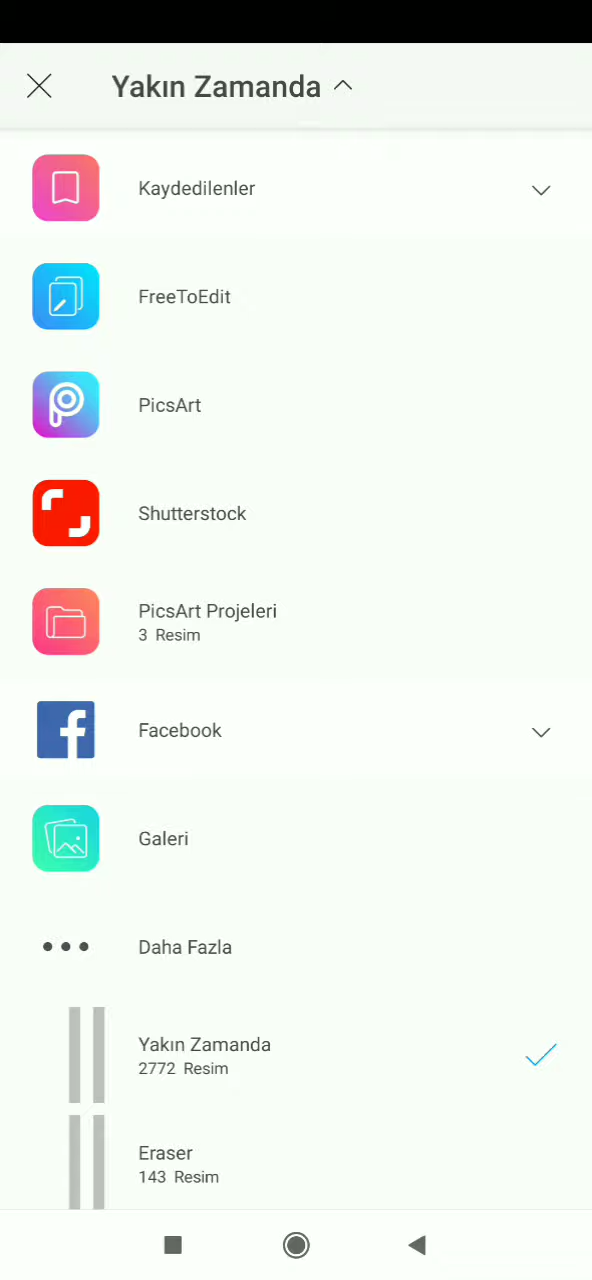 Yakın Zamanda
Kaydedilenler
FreeToEdit
PicsArt
Shutterstock
PicsArt Projeleri
3 Resim
Facebook
Galeri
Daha Fazla
Yakın Zamanda
2772 Resim
Eraser
143 Resim